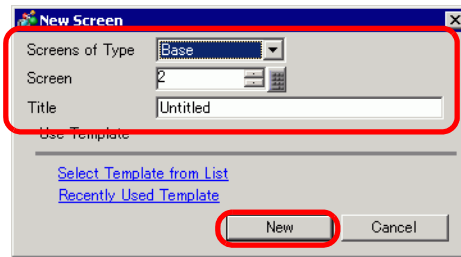 New Screen
Screens of Type Base
Screen 2
Title Untitled
Use Template
Select Template from List
Recently Used Template
New Cancel